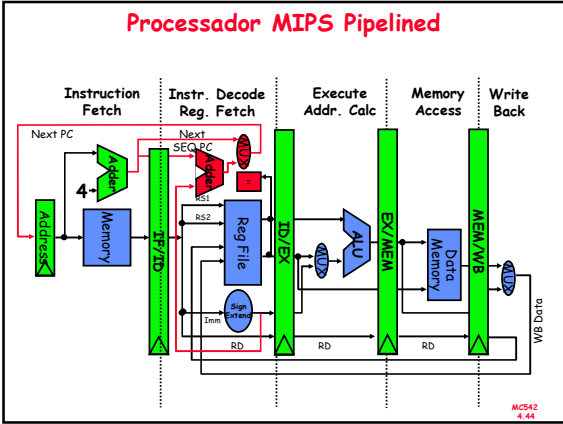 Processador MIPS Pipelined
Instruction
Fetch
Instr. Decode
Reg. Fetch
Execute
Addr. Calc
Memory
Access
Write
Back
Next PC
Next
SEQ PC
Adder
4
Adder
MUX
=
Address
Memory
IF/ID
RS1
RS2
Reg File
ID/EX
MUX
ALU
EX/MEM
Data
Memory
MEM/WB
MUX
WB Data
Sign
Extend
Imm
RD
RD
RD
MC542
4.44